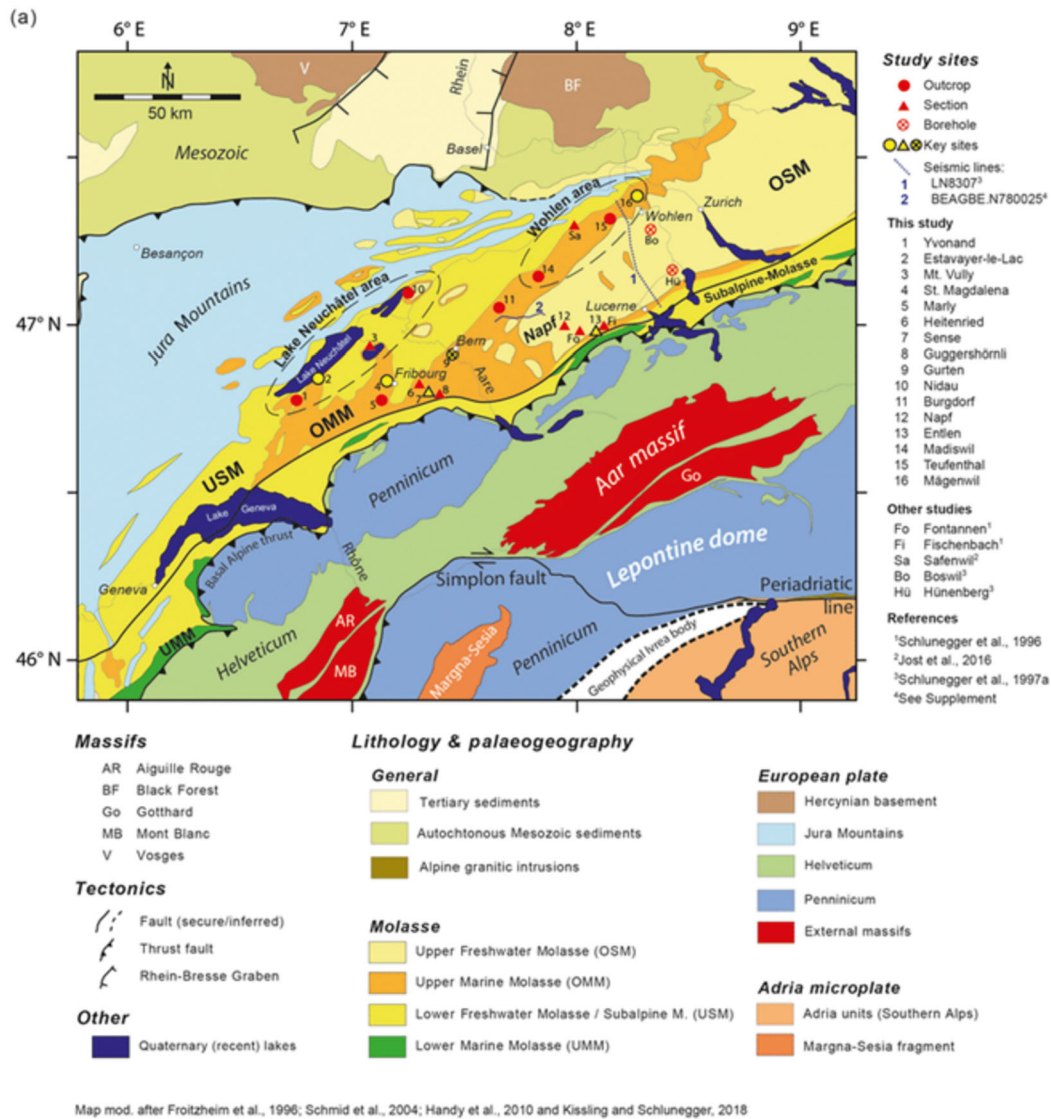 (a)
6° E 7° E 8° E 9° E
N
50 km
V
Rhein
BF
Mesozoic
Basel
OSM
Wohlen area
16
Wohlen
Zurich
Besançon
Sa
15
Bo
14
1
Hü
Jura Mountains
Lake Neuchâtel area
10
11
2
Lucerne
Subalpine-Molasse
47° N
47° N
Napf
12
13
Fi
Fo
3
Bern
9
Lake Neuchâtel
2
Fribourg
4
Aare
1
5
6
7
8
OMM
USM
Penninicum
Aar massif
Go
Lake Geneva
Basal Alpine thrust
Rhône
Lepontine dome
Geneva
Simplon fault
Periadriatic
line
UMM
AR
46° N
46° N
Helveticum
MB
Margna-Sesia
Penninicum
Geophysical Ivrea body
Southern
Alps
Study sites
Outcrop
Section
Borehole
Key sites
Seismic lines:
1 LN8307³
2 BEAGBE.N780025⁴
This study
1 Yvonand
2 Estavayer-le-Lac
3 Mt. Vully
4 St. Magdalena
5 Marly
6 Heitenried
7 Sense
8 Guggershörnli
9 Gurten
10 Nidau
11 Burgdorf
12 Napf
13 Entlen
14 Madiswil
15 Teufenthal
16 Mägenwil
Other studies
Fo Fontannen¹
Fi Fischenbach¹
Sa Safenwil²
Bo Boswil³
Hü Hünenberg³
References
¹Schlunegger et al., 1996
²Jost et al., 2016
³Schlunegger et al., 1997a
⁴See Supplement
Massifs
AR Aiguille Rouge
BF Black Forest
Go Gotthard
MB Mont Blanc
V Vosges
Tectonics
Fault (secure/inferred)
Thrust fault
Rhein-Bresse Graben
Other
Quaternary (recent) lakes
Lithology & palaeogeography
General
Tertiary sediments
Autochtonous Mesozoic sediments
Alpine granitic intrusions
Molasse
Upper Freshwater Molasse (OSM)
Upper Marine Molasse (OMM)
Lower Freshwater Molasse / Subalpine M. (USM)
Lower Marine Molasse (UMM)
European plate
Hercynian basement
Jura Mountains
Helveticum
Penninicum
External massifs
Adria microplate
Adria units (Southern Alps)
Margna-Sesia fragment
Map mod. after Froitzheim et al., 1996; Schmid et al., 2004; Handy et al., 2010 and Kissling and Schlunegger, 2018